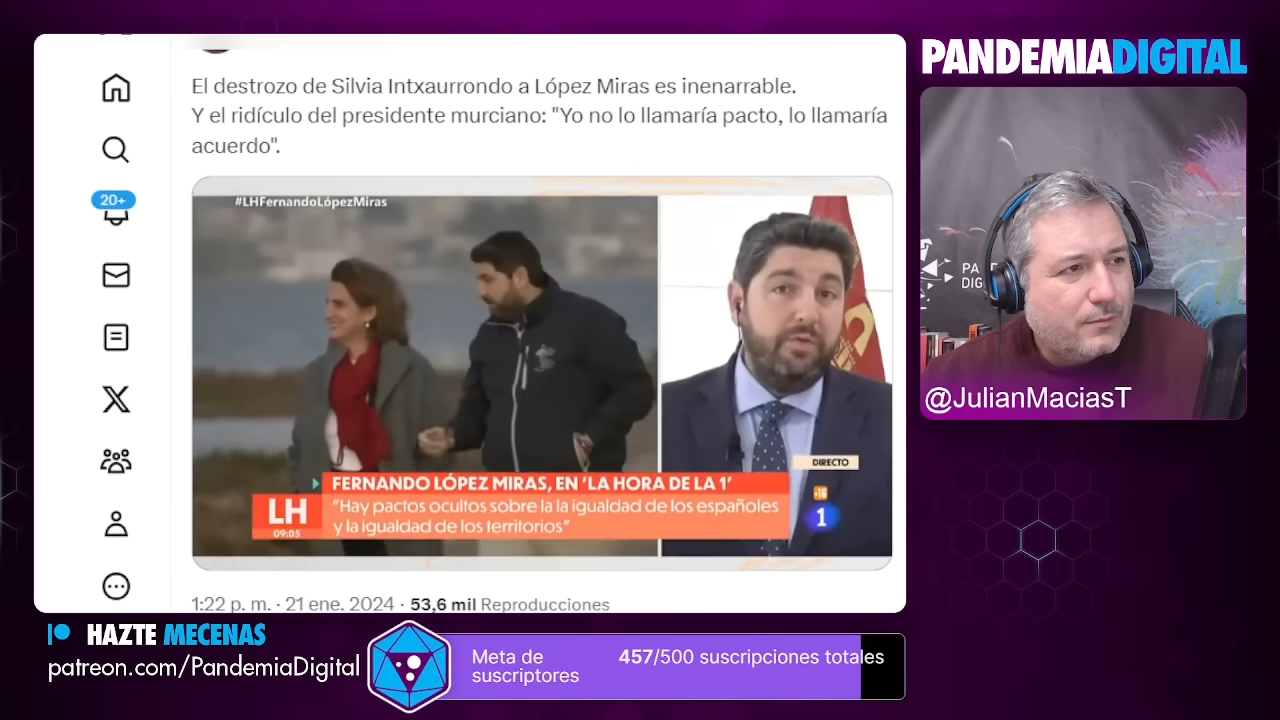 El destrozo de Silvia Intxaurrondo a López Miras es inenarrable.
Y el ridículo del presidente murciano: "Yo no lo llamaría pacto, lo llamaría
acuerdo".
20+
#LHFernandoLópezMiras
DIRECTO
+16
1
FERNANDO LÓPEZ MIRAS, EN 'LA HORA DE LA 1'
LH
09:05
"Hay pactos ocultos sobre la la igualdad de los españoles
y la igualdad de los territorios"
1:22 p. m. · 21 ene. 2024 · 53,6 mil Reproducciones
PANDEMIADIGITAL
PA
DIG
@JulianMaciasT
HAZTE MECENAS
patreon.com/PandemiaDigital
Meta de
suscriptores
457/500 suscripciones totales